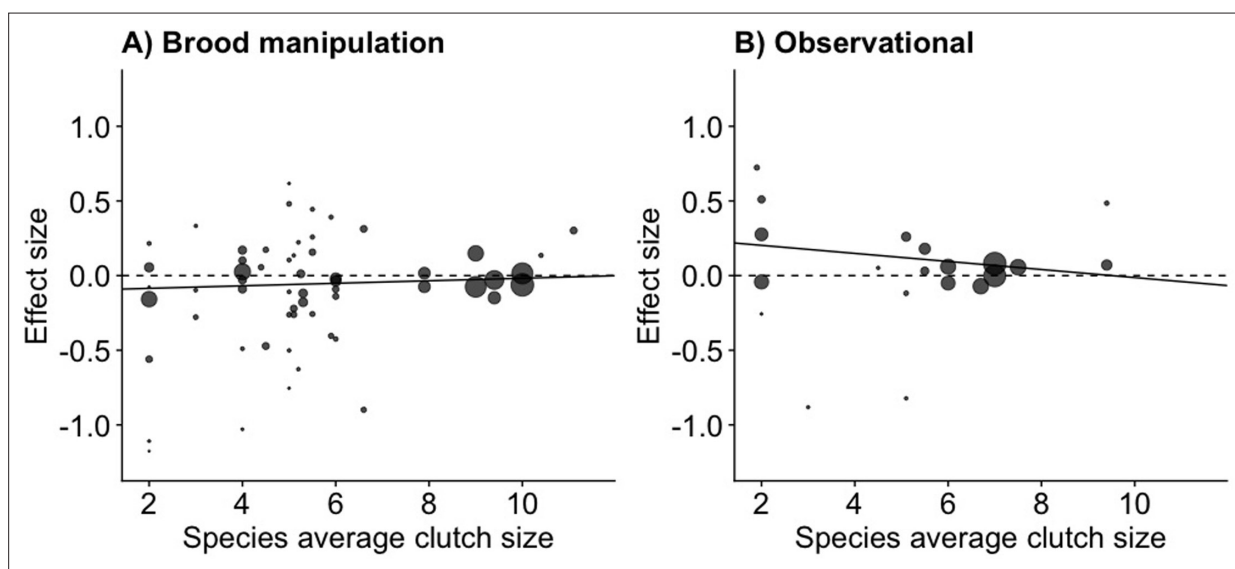 A) Brood manipulation
1.0
0.5
0.0
-0.5
-1.0
Effect size
2 4 6 8 10
Species average clutch size
B) Observational
1.0
0.5
0.0
-0.5
-1.0
Effect size
2 4 6 8 10
Species average clutch size